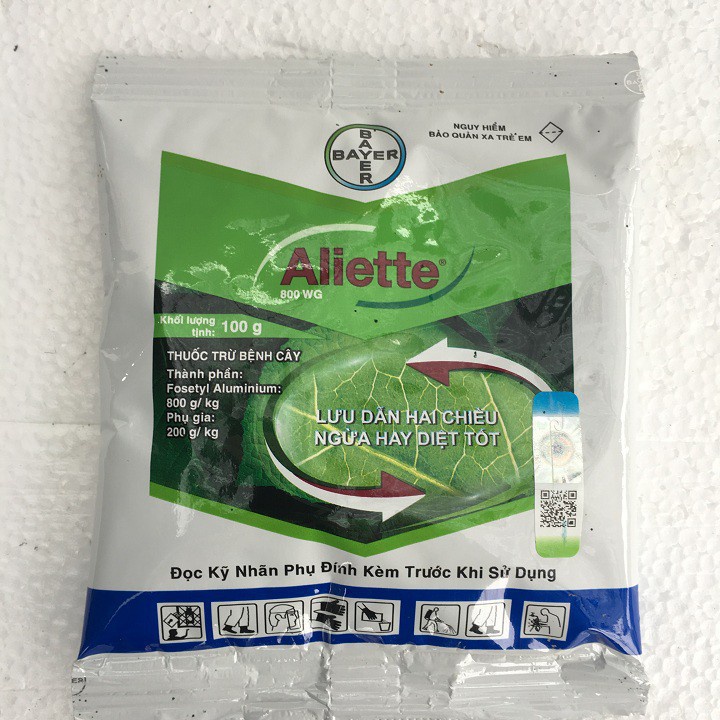 BAYER
BAYER
NGUY HIỂM
BẢO QUẢN XA TRẺ EM
Aliette®
800 WG
Khối lượng
tịnh: 100 g
THUỐC TRỪ BỆNH CÂY
Thành phần:
Fosetyl Aluminium:
800 g/ kg
Phụ gia:
200 g/ kg
LƯU DẪN HAI CHIỀU
NGỪA HAY DIỆT TỐT
Đọc Kỹ Nhãn Phụ Đính Kèm Trước Khi Sử Dụng